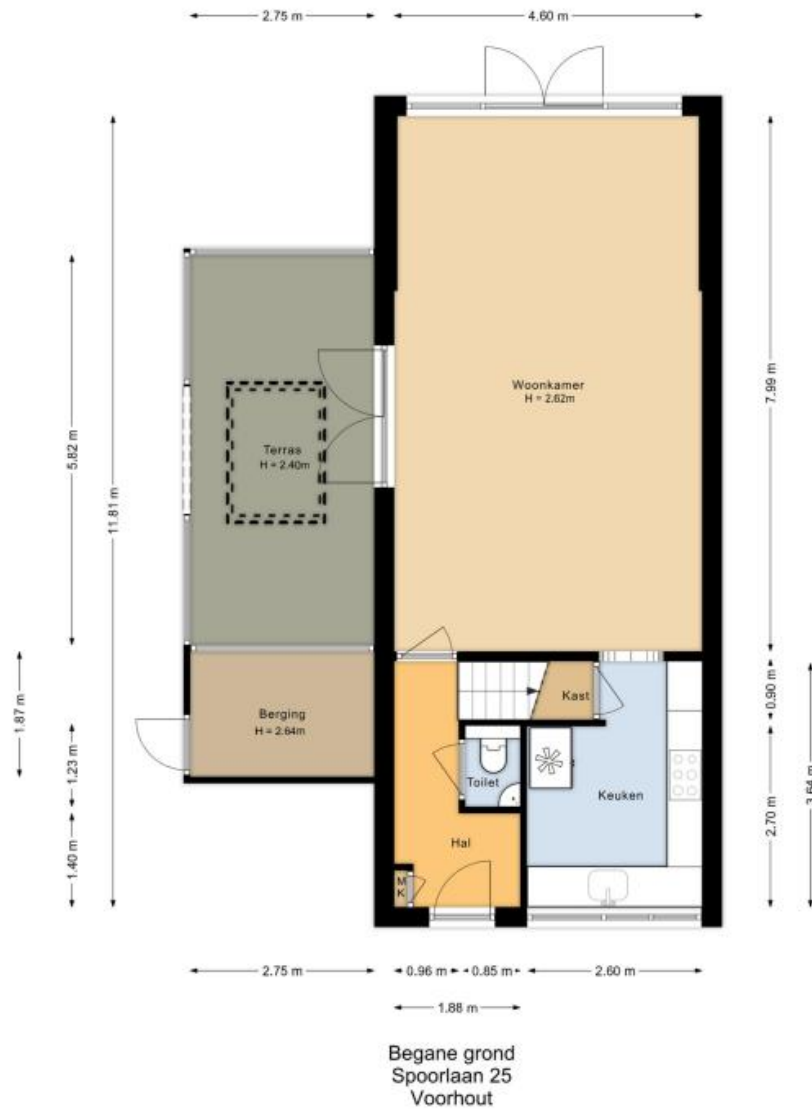 2.75 m
4.60 m
11.81 m
5.82 m
7.99 m
Woonkamer
H = 2.62m
Terras
H = 2.40m
1.87 m
1.23 m
1.40 m
Berging
H = 2.64m
Kast
Toilet
Keuken
Hal
M
K
0.90 m
2.70 m
3.64 m
2.75 m
0.96 m
0.85 m
2.60 m
1.88 m
Begane grond
Spoorlaan 25
Voorhout